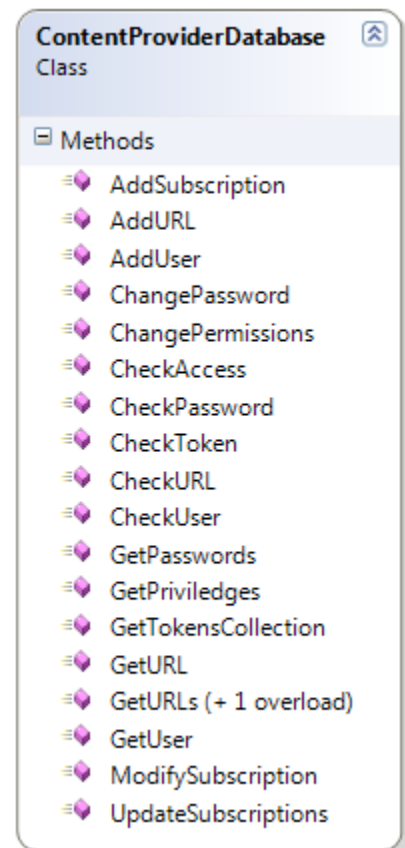 ContentProviderDatabase
Class
Methods
AddSubscription
AddURL
AddUser
ChangePassword
ChangePermissions
CheckAccess
CheckPassword
CheckToken
CheckURL
CheckUser
GetPasswords
GetPriviledges
GetTokensCollection
GetURL
GetURLs (+ 1 overload)
GetUser
ModifySubscription
UpdateSubscriptions